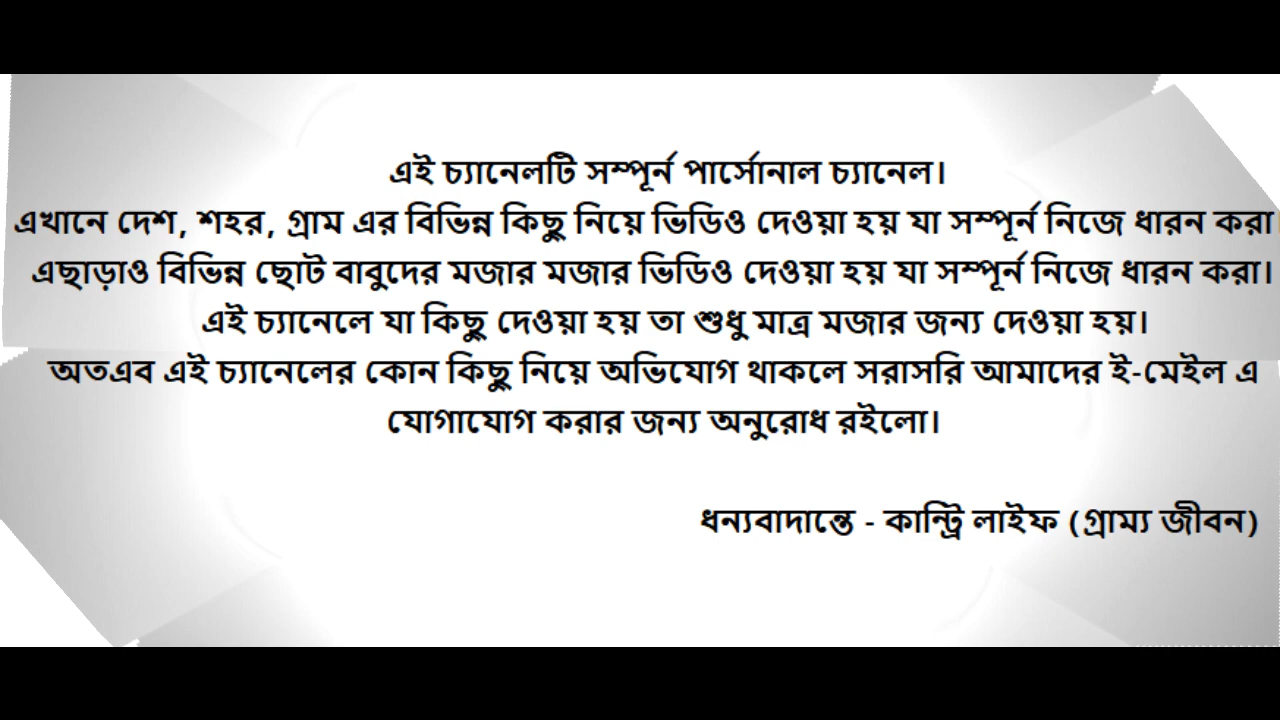 এই চ্যানেলটি সম্পূর্ন পার্সোনাল চ্যানেল।
এখানে দেশ, শহর, গ্রাম এর বিভিন্ন কিছু নিয়ে ভিডিও দেওয়া হয় যা সম্পূর্ন নিজে ধারন করা।
এছাড়াও বিভিন্ন ছোট বাবুদের মজার মজার ভিডিও দেওয়া হয় যা সম্পূর্ন নিজে ধারন করা।
এই চ্যানেলে যা কিছু দেওয়া হয় তা শুধু মাত্র মজার জন্য দেওয়া হয়।
অতএব এই চ্যানেলের কোন কিছু নিয়ে অভিযোগ থাকলে সরাসরি আমাদের ই-মেইল এ
যোগাযোগ করার জন্য অনুরোধ রইলো।
ধন্যবাদান্তে - কান্ট্রি লাইফ (গ্রাম্য জীবন)